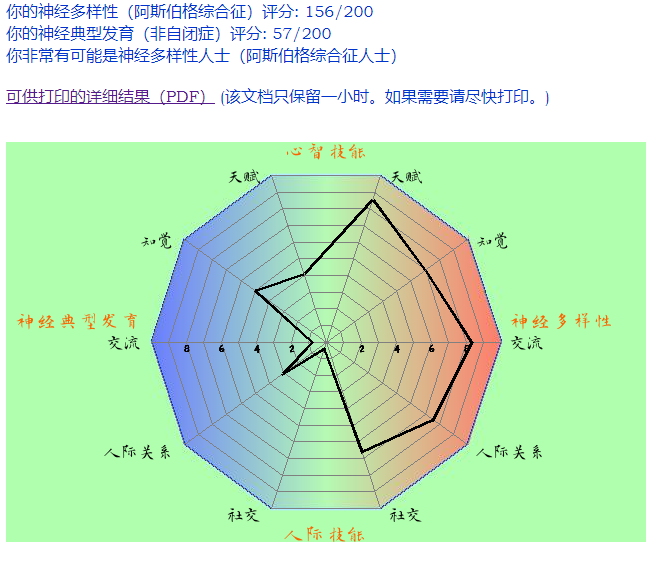 你的神经多样性（阿斯伯格综合征）评分: 156/200
你的神经典型发育（非自闭症）评分: 57/200
你非常有可能是神经多样性人士（阿斯伯格综合征人士）
可供打印的详细结果（PDF） (该文档只保留一小时。如果需要请尽快打印。)
心智技能
天赋 天赋
知觉 知觉
神经典型发育 神经多样性
交流 8 6 4 2 2 4 6 8 交流
人际关系 人际关系
社交 社交
人际技能